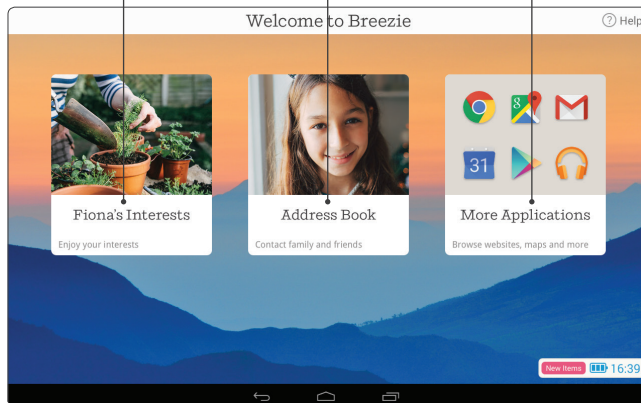 Welcome to Breezie
? Help
Fiona's Interests
Enjoy your interests
Address Book
Contact family and friends
8
31
More Applications
Browse websites, maps and more
New Items
16:39